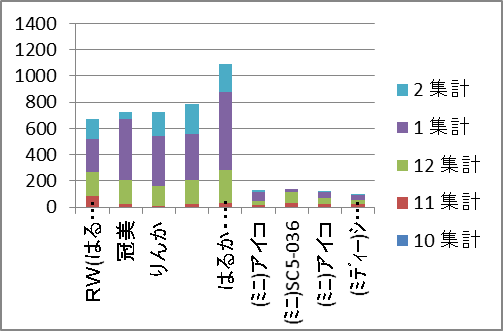 1400
1200
1000
800
600
400
200
0
RW(はる…
冠美
りんか
はるか…
(ミニ)アイコ
(ミニ)SC5-036
(ミニ)アイコ
(ミディー)シ…
2 集計
1 集計
12 集計
11 集計
10 集計